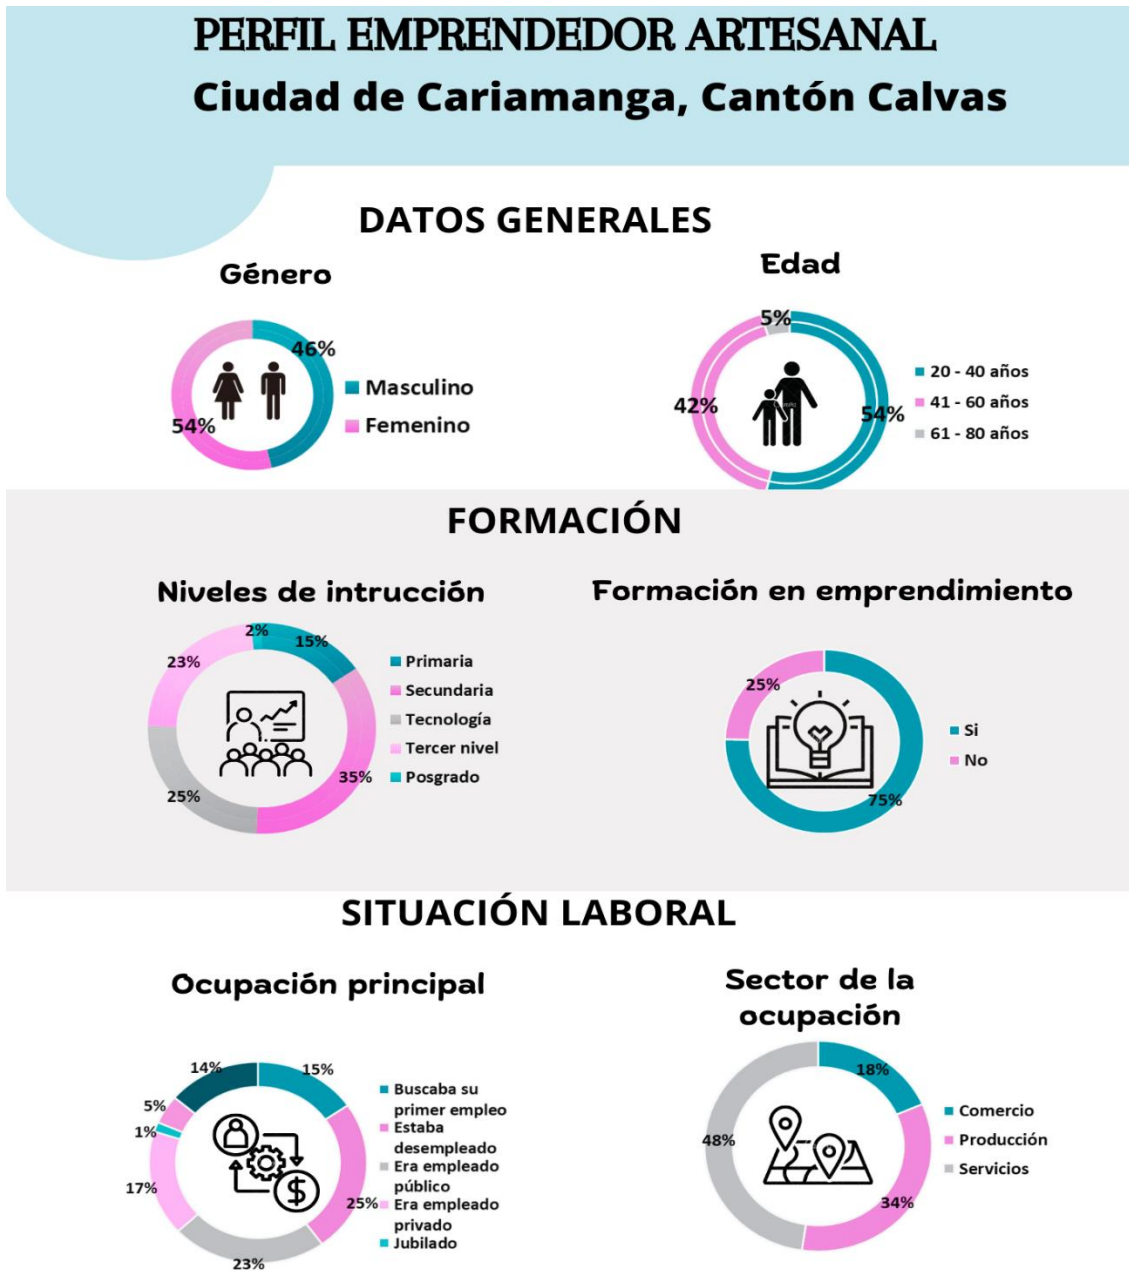 PERFIL EMPRENDEDOR ARTESANAL
Ciudad de Cariamanga, Cantón Calvas
DATOS GENERALES
Género
46%
54%
Masculino
Femenino
Edad
5%
42%
54%
20 - 40 años
41 - 60 años
61 - 80 años
FORMACIÓN
Niveles de intrucción
2%
15%
23%
35%
25%
Primaria
Secundaria
Tecnología
Tercer nivel
Posgrado
Formación en emprendimiento
25%
75%
Si
No
SITUACIÓN LABORAL
Ocupación principal
14%
15%
5%
1%
17%
25%
23%
Buscaba su
primer empleo
Estaba
desempleado
Era empleado
público
Era empleado
privado
Jubilado
Sector de la
ocupación
18%
48%
34%
Comercio
Producción
Servicios